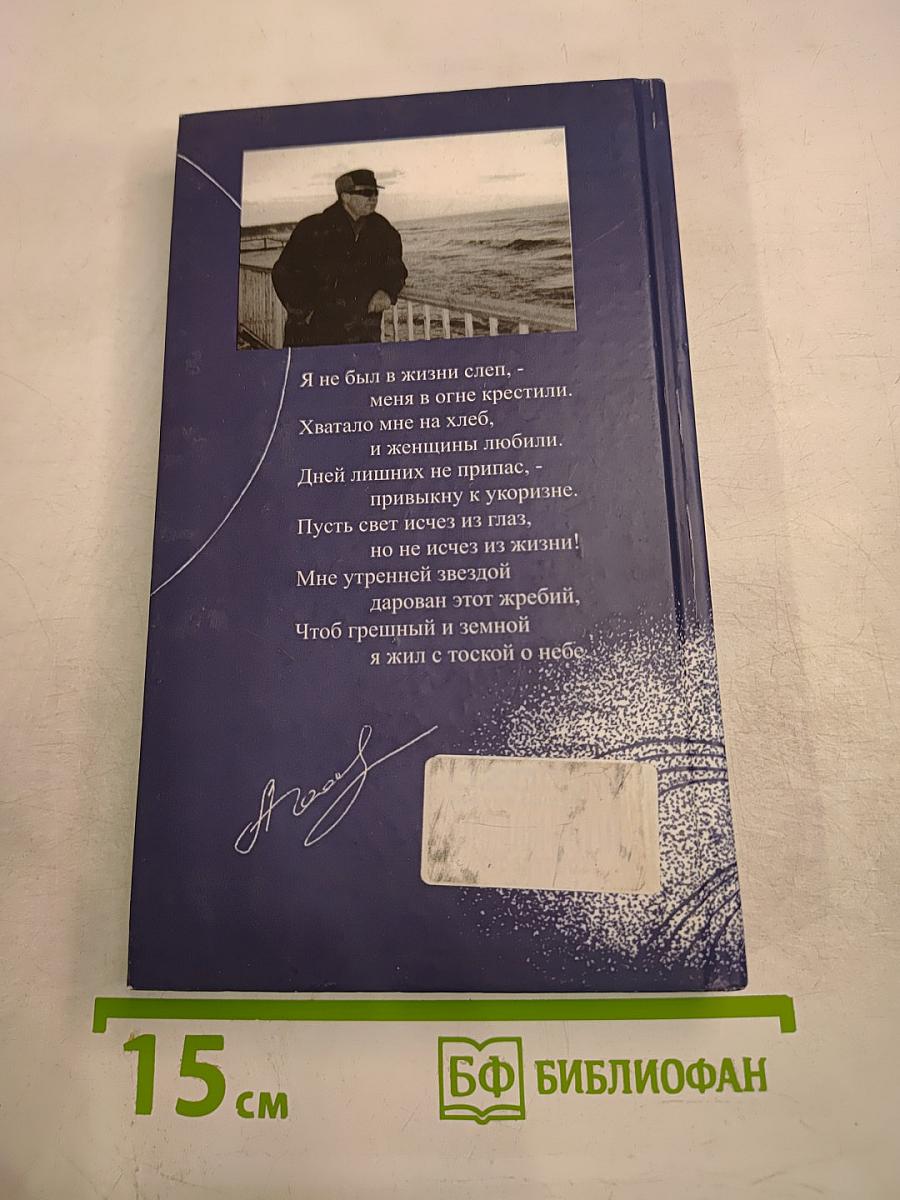 Я не был в жизни слеп, -
меня в огне крестили.
Хватало мне на хлеб,
и женщины любили.
Дней лишних не припас, -
привыкну к укоризне.
Пусть свет исчез из глаз,
но не исчез из жизни!
Мне утренней звездой
дарован этот жребий,
Чтоб грешный и земной
я жил с тоской о небе
15 см
БФ БИБЛИОФАН